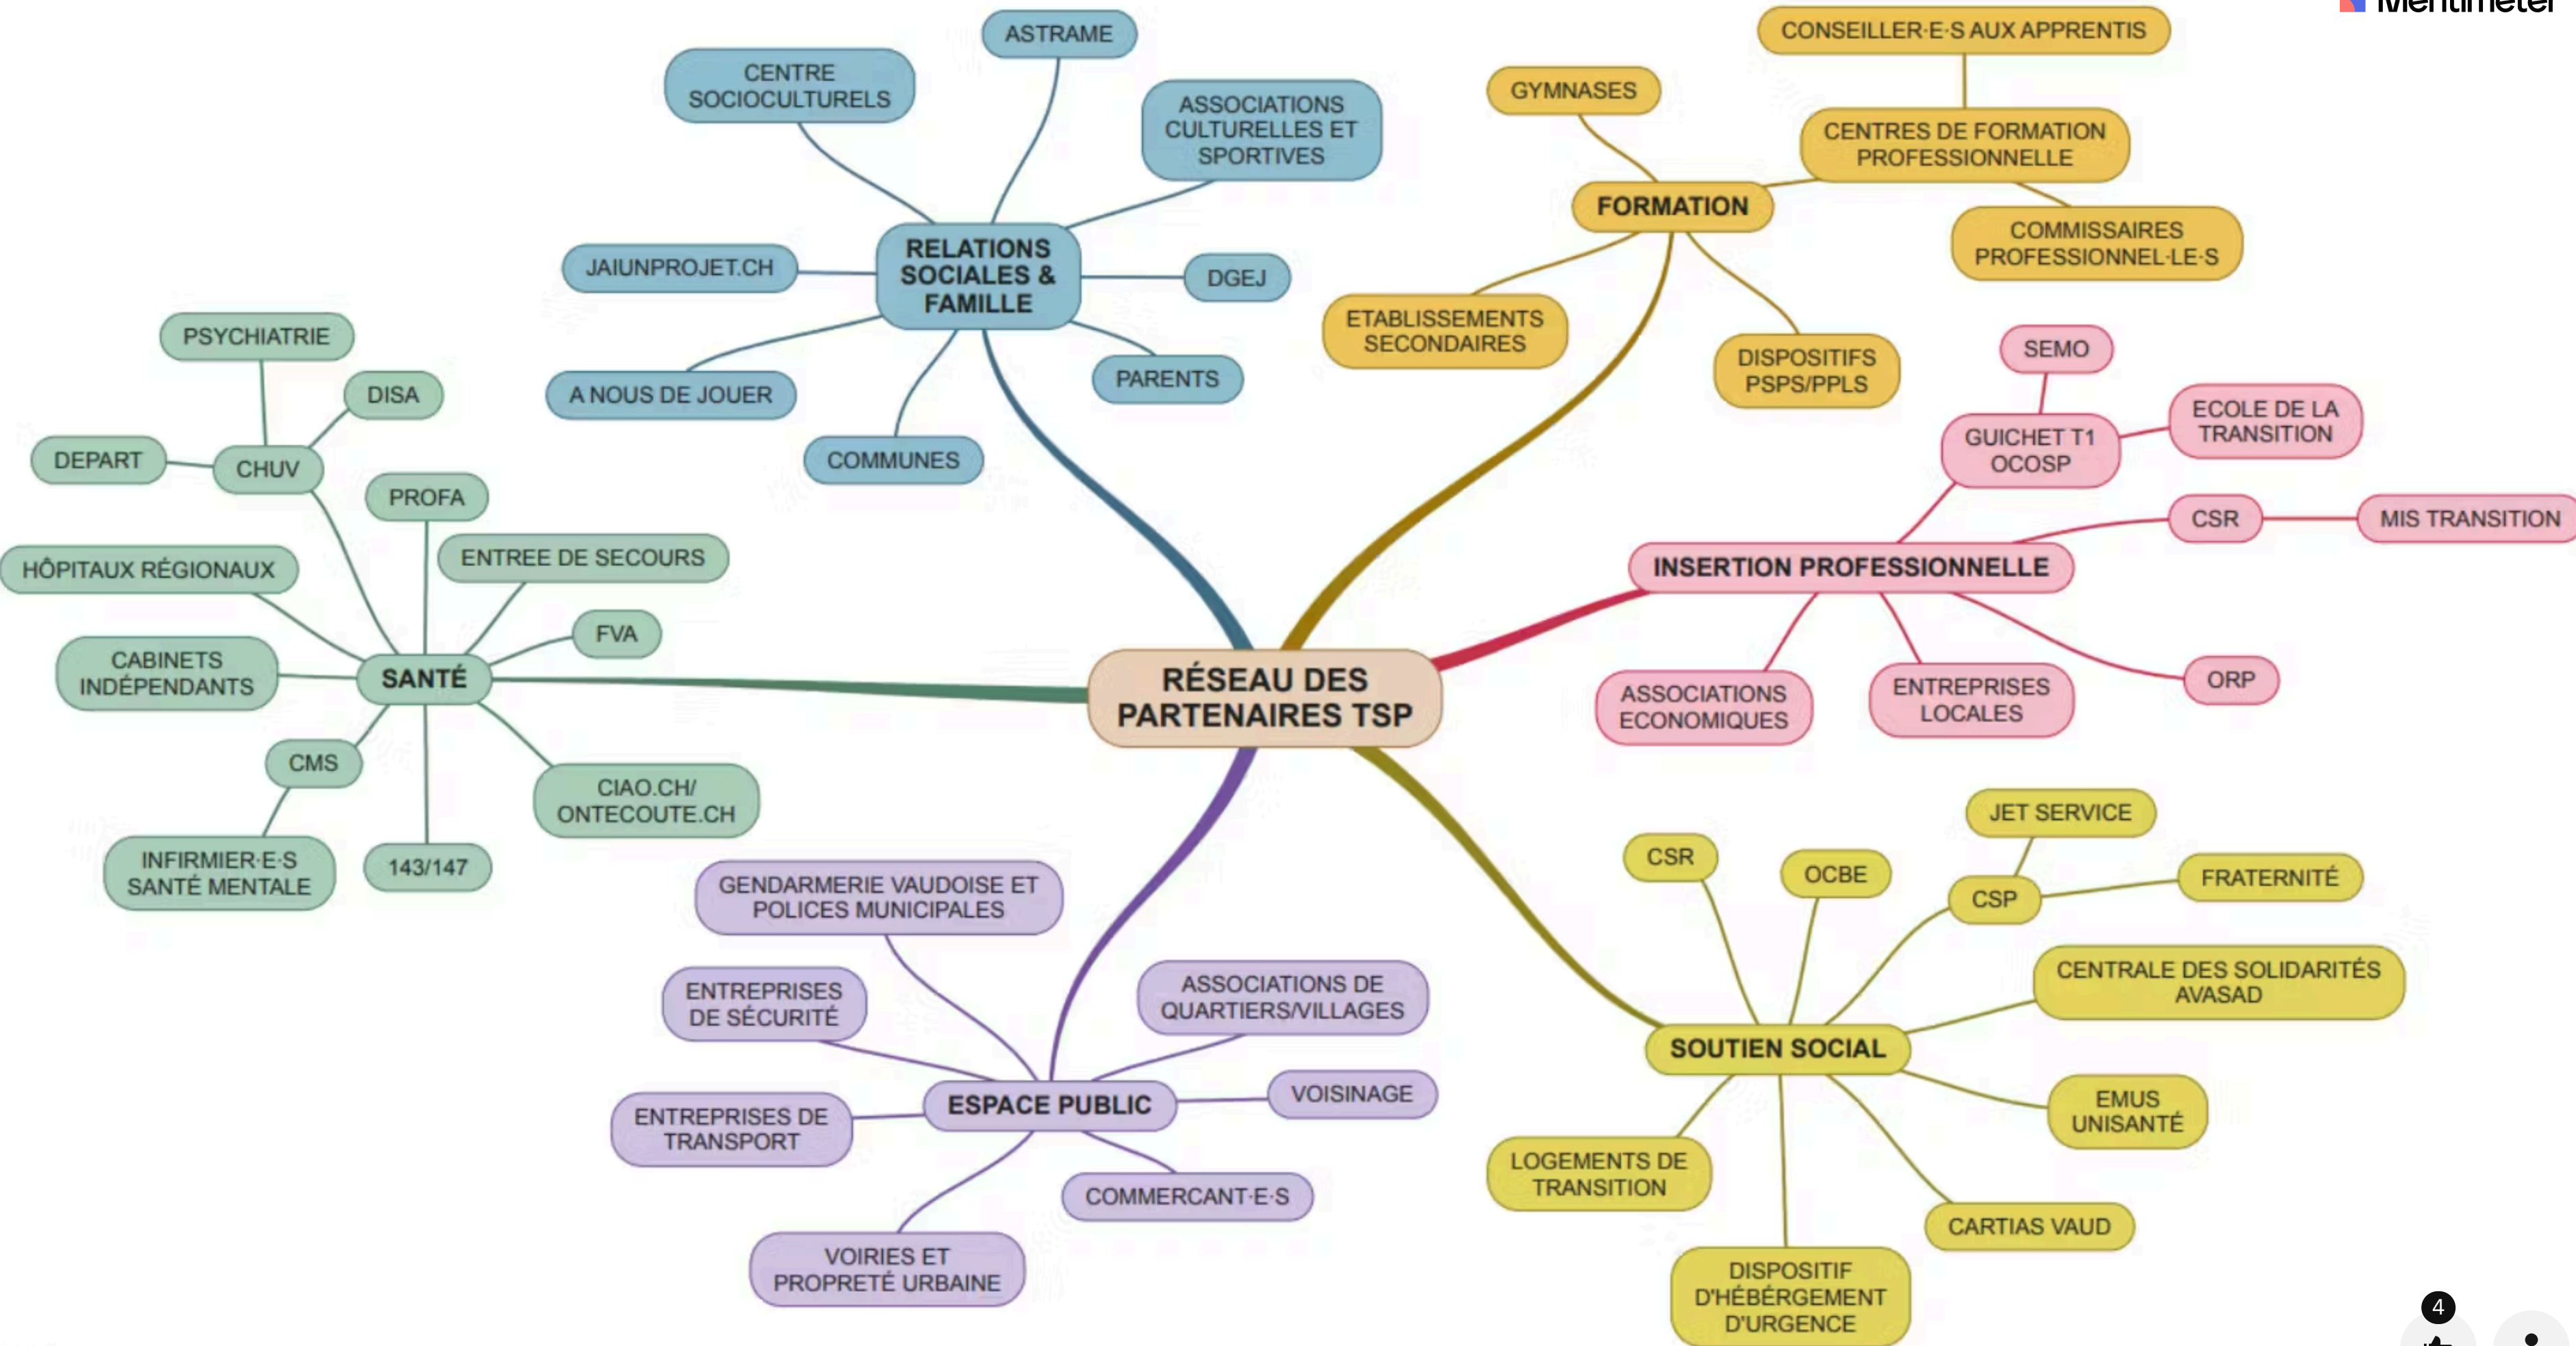 Mentimeter
ASTRAME
CENTRE
SOCIOCULTURELS
ASSOCIATIONS
CULTURELLES ET
SPORTIVES
RELATIONS
SOCIALES &
FAMILLE
JAIUNPROJET.CH
DGEJ
A NOUS DE JOUER
PARENTS
COMMUNES
CONSEILLER·E·S AUX APPRENTIS
GYMNASES
CENTRES DE FORMATION
PROFESSIONNELLE
FORMATION
COMMISSAIRES
PROFESSIONNEL·LE·S
ETABLISSEMENTS
SECONDAIRES
DISPOSITIFS
PSPS/PPLS
SEMO
ECOLE DE LA
TRANSITION
GUICHET T1
OCOSP
CSR
MIS TRANSITION
INSERTION PROFESSIONNELLE
ASSOCIATIONS
ECONOMIQUES
ENTREPRISES
LOCALES
ORP
PSYCHIATRIE
DISA
DEPART
CHUV
PROFA
ENTREE DE SECOURS
HÔPITAUX RÉGIONAUX
FVA
CABINETS
INDÉPENDANTS
SANTÉ
CMS
CIAO.CH/
ONTECOUTE.CH
INFIRMIER·E·S
SANTÉ MENTALE
143/147
RÉSEAU DES
PARTENAIRES TSP
GENDARMERIE VAUDOISE ET
POLICES MUNICIPALES
ENTREPRISES
DE SÉCURITÉ
ASSOCIATIONS DE
QUARTIERS/VILLAGES
ESPACE PUBLIC
VOISINAGE
ENTREPRISES DE
TRANSPORT
COMMERCANT·E·S
VOIRIES ET
PROPRETÉ URBAINE
JET SERVICE
CSR
OCBE
CSP
FRATERNITÉ
CENTRALE DES SOLIDARITÉS
AVASAD
SOUTIEN SOCIAL
EMUS
UNISANTÉ
LOGEMENTS DE
TRANSITION
CARTIAS VAUD
DISPOSITIF
D'HÉBÉRGEMENT
D'URGENCE
4